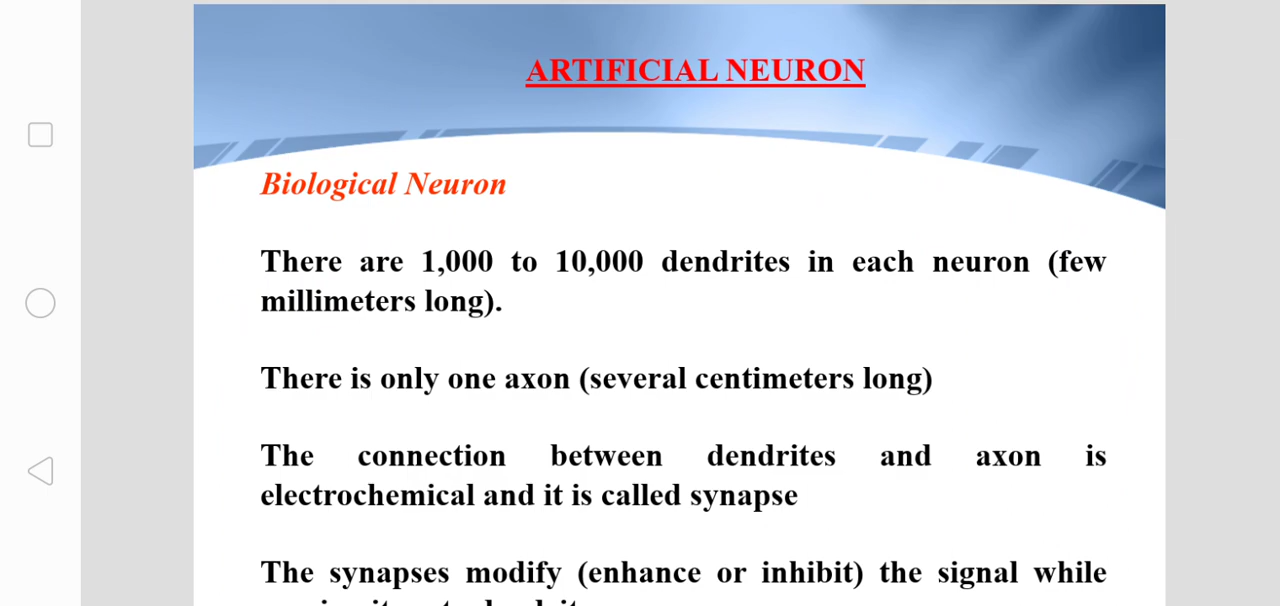 ARTIFICIAL NEURON
Biological Neuron
There are 1,000 to 10,000 dendrites in each neuron (few
millimeters long).
There is only one axon (several centimeters long)
The connection between dendrites and axon is
electrochemical and it is called synapse
The synapses modify (enhance or inhibit) the signal while